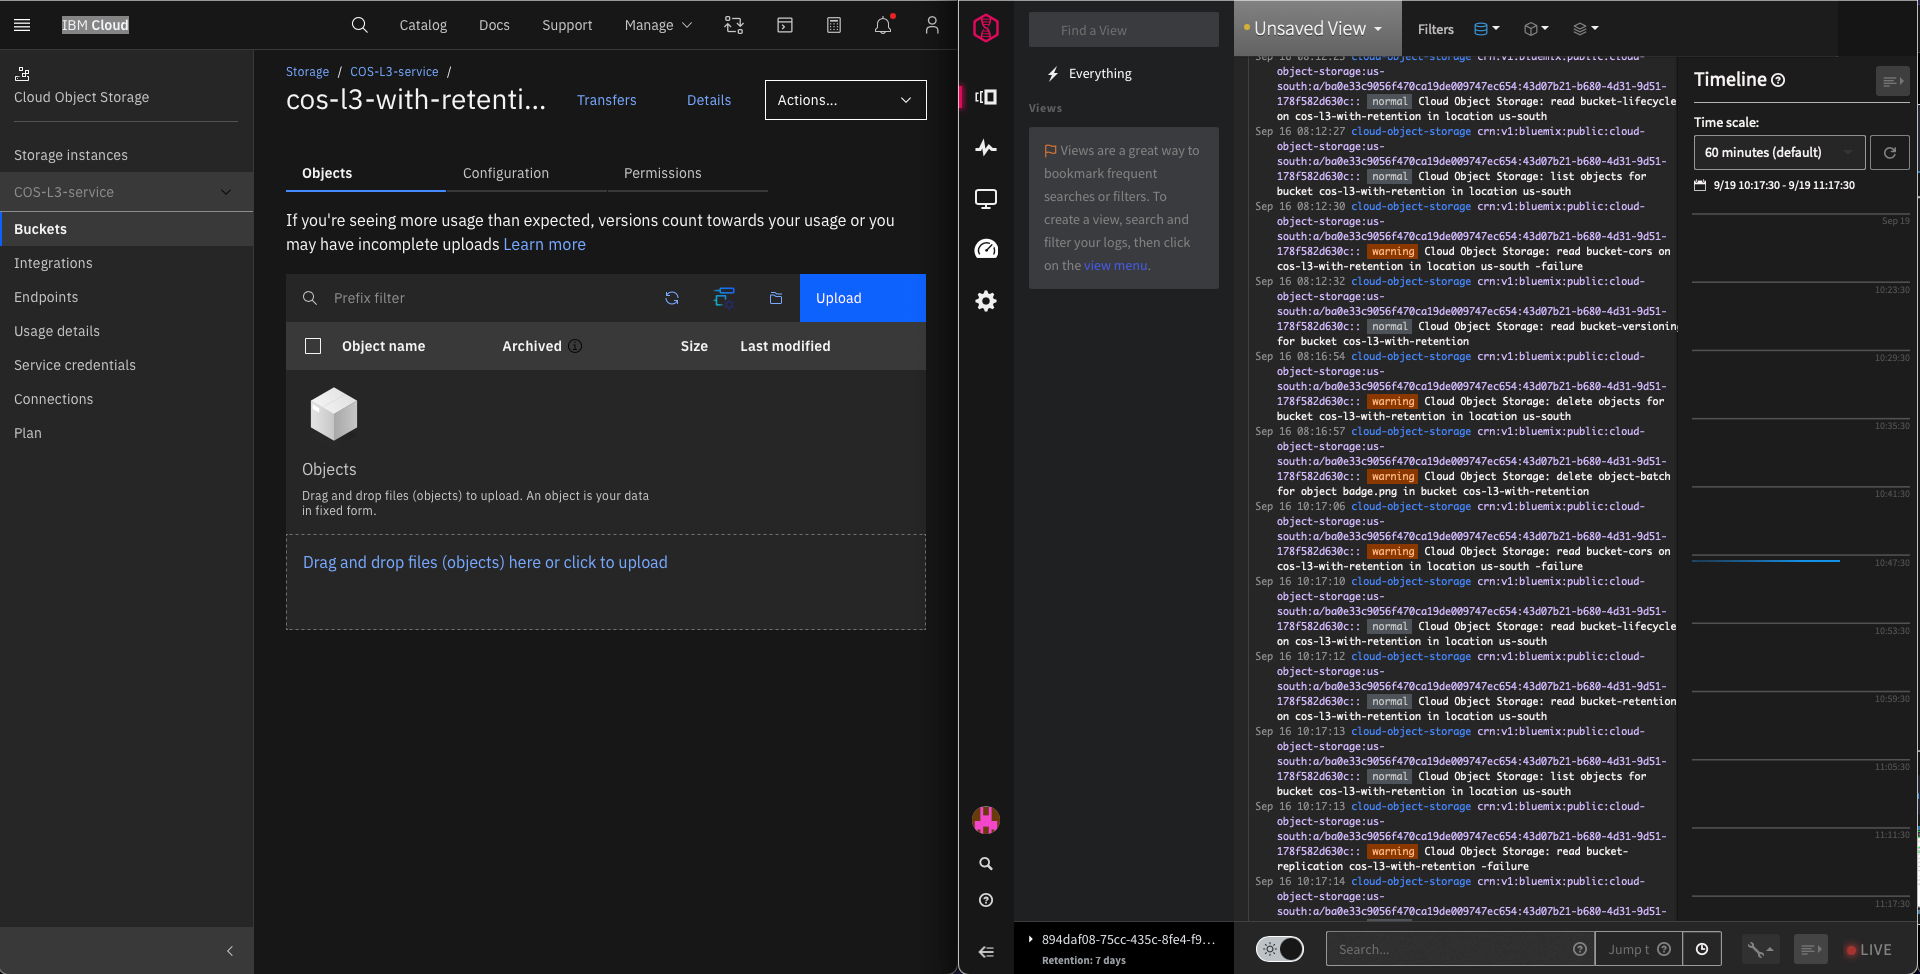 IBM Cloud
Catalog
Docs
Support
Manage
Cloud Object Storage
Storage instances
COS-L3-service
Buckets
Integrations
Endpoints
Usage details
Service credentials
Connections
Plan
Storage / COS-L3-service /
cos-l3-with-retenti...
Transfers
Details
Actions...
Objects
Configuration
Permissions
If you're seeing more usage than expected, versions count towards your usage or you
may have incomplete uploads Learn more
Prefix filter
Upload
Object name
Archived
Size
Last modified
Objects
Drag and drop files (objects) to upload. An object is your data
in fixed form.
Drag and drop files (objects) here or click to upload
Find a View
Everything
Views
Views are a great way to
bookmark frequent
searches or filters. To
create a view, search and
filter your logs, then click
on the view menu.
894daf08-75cc-435c-8fe4-f9...
Retention: 7 days
Unsaved View
Filters
Sep 16 08:12:25 cloud-object-storage crn:v1:bluemix:public:cloud-
object-storage:us-
south:a/ba0e33c9056f470ca19de009747ec654:43d07b21-b680-4d31-9d51-
178f582d630c:: normal Cloud Object Storage: read bucket-lifecycle
on cos-l3-with-retention in location us-south
Sep 16 08:12:27 cloud-object-storage crn:v1:bluemix:public:cloud-
object-storage:us-
south:a/ba0e33c9056f470ca19de009747ec654:43d07b21-b680-4d31-9d51-
178f582d630c:: normal Cloud Object Storage: list objects for
bucket cos-l3-with-retention in location us-south
Sep 16 08:12:30 cloud-object-storage crn:v1:bluemix:public:cloud-
object-storage:us-
south:a/ba0e33c9056f470ca19de009747ec654:43d07b21-b680-4d31-9d51-
178f582d630c:: warning Cloud Object Storage: read bucket-cors on
cos-l3-with-retention in location us-south -failure
Sep 16 08:12:32 cloud-object-storage crn:v1:bluemix:public:cloud-
object-storage:us-
south:a/ba0e33c9056f470ca19de009747ec654:43d07b21-b680-4d31-9d51-
178f582d630c:: normal Cloud Object Storage: read bucket-versioning
for bucket cos-l3-with-retention
Sep 16 08:16:54 cloud-object-storage crn:v1:bluemix:public:cloud-
object-storage:us-
south:a/ba0e33c9056f470ca19de009747ec654:43d07b21-b680-4d31-9d51-
178f582d630c:: warning Cloud Object Storage: delete objects for
bucket cos-l3-with-retention in location us-south
Sep 16 08:16:57 cloud-object-storage crn:v1:bluemix:public:cloud-
object-storage:us-
south:a/ba0e33c9056f470ca19de009747ec654:43d07b21-b680-4d31-9d51-
178f582d630c:: warning Cloud Object Storage: delete object-batch
for object badge.png in bucket cos-l3-with-retention
Sep 16 10:17:06 cloud-object-storage crn:v1:bluemix:public:cloud-
object-storage:us-
south:a/ba0e33c9056f470ca19de009747ec654:43d07b21-b680-4d31-9d51-
178f582d630c:: warning Cloud Object Storage: read bucket-cors on
cos-l3-with-retention in location us-south -failure
Sep 16 10:17:10 cloud-object-storage crn:v1:bluemix:public:cloud-
object-storage:us-
south:a/ba0e33c9056f470ca19de009747ec654:43d07b21-b680-4d31-9d51-
178f582d630c:: normal Cloud Object Storage: read bucket-lifecycle
on cos-l3-with-retention in location us-south
Sep 16 10:17:12 cloud-object-storage crn:v1:bluemix:public:cloud-
object-storage:us-
south:a/ba0e33c9056f470ca19de009747ec654:43d07b21-b680-4d31-9d51-
178f582d630c:: normal Cloud Object Storage: read bucket-retention
on cos-l3-with-retention in location us-south
Sep 16 10:17:13 cloud-object-storage crn:v1:bluemix:public:cloud-
object-storage:us-
south:a/ba0e33c9056f470ca19de009747ec654:43d07b21-b680-4d31-9d51-
178f582d630c:: normal Cloud Object Storage: list objects for
bucket cos-l3-with-retention in location us-south
Sep 16 10:17:13 cloud-object-storage crn:v1:bluemix:public:cloud-
object-storage:us-
south:a/ba0e33c9056f470ca19de009747ec654:43d07b21-b680-4d31-9d51-
178f582d630c:: warning Cloud Object Storage: read bucket-
replication cos-l3-with-retention -failure
Sep 16 10:17:14 cloud-object-storage crn:v1:bluemix:public:cloud-
object-storage:us-
south:a/ba0e33c9056f470ca19de009747ec654:43d07b21-b680-4d31-9d51-
Search...
Jump t
LIVE
Timeline
Time scale:
60 minutes (default)
9/19 10:17:30 - 9/19 11:17:30
Sep 19
10:23:30
10:29:30
10:35:30
10:41:30
10:47:30
10:53:30
10:59:30
11:05:30
11:11:30
11:17:30